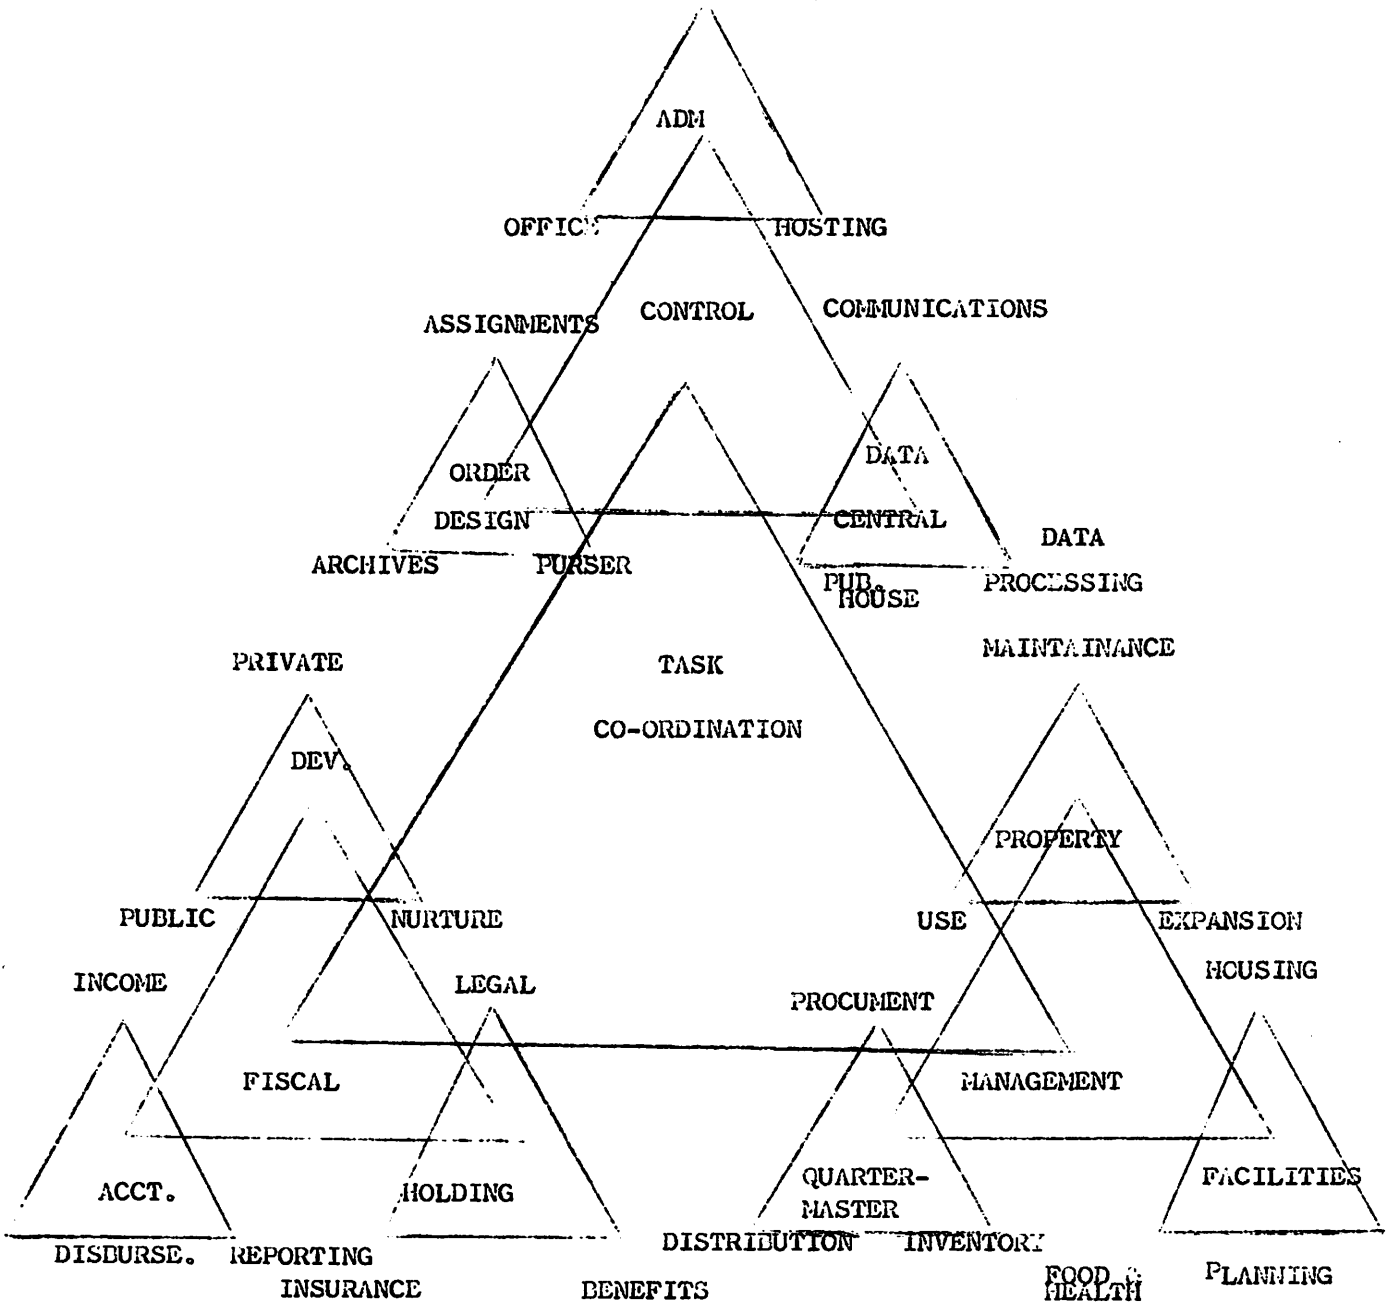 ADM
OFFICE HOSTING
CONTROL COMMUNICATIONS
ASSIGNMENTS
DATA
ORDER
DESIGN CENTRAL
DATA
ARCHIVES PURSER
PUB. PROCESSING
HOUSE
MAINTAINANCE
PRIVATE TASK
CO-ORDINATION
DEV.
PROPERTY
PUBLIC NURTURE USE EXPANSION
HOUSING
INCOME LEGAL
PROCUMENT
FISCAL MANAGEMENT
QUARTER- FACILITIES
ACCT. HOLDING
MASTER
DISTRIBUTION INVENTORY
DISBURSE. REPORTING
FOOD &
HEALTH PLANNING
INSURANCE BENEFITS